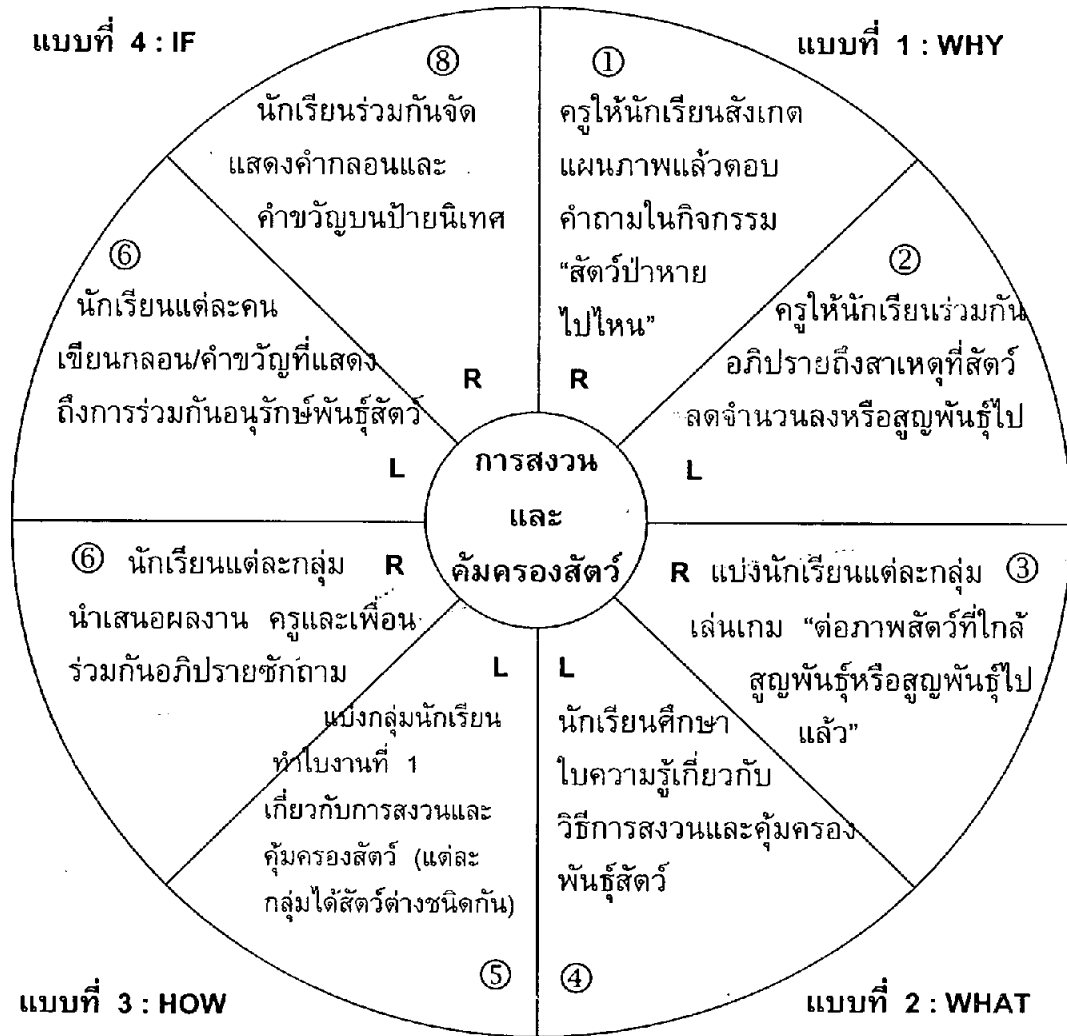 แบบที่ 4 : IF
แบบที่ 1 : WHY
①
ครูให้นักเรียนสังเกต
แผนภาพแล้วตอบ
คำถามในกิจกรรม
“สัตว์ป่าหาย
ไปไหน”
R
②
ครูให้นักเรียนร่วมกัน
อภิปรายถึงสาเหตุที่สัตว์
ลดจำนวนลงหรือสูญพันธุ์ไป
L
R แบ่งนักเรียนแต่ละกลุ่ม ③
เล่นเกม “ต่อภาพสัตว์ที่ใกล้
สูญพันธุ์หรือสูญพันธุ์ไป
แล้ว”
L
นักเรียนศึกษา
ใบความรู้เกี่ยวกับ
วิธีการสงวนและคุ้มครอง
พันธุ์สัตว์
④
L
แบ่งกลุ่มนักเรียน
ทำใบงานที่ 1
เกี่ยวกับการสงวนและ
คุ้มครองสัตว์ (แต่ละ
กลุ่มได้สัตว์ต่างชนิดกัน)
⑤
⑥ นักเรียนแต่ละกลุ่ม R
นำเสนอผลงาน ครูและเพื่อน
ร่วมกันอภิปรายซักถาม
⑥
นักเรียนแต่ละคน
เขียนกลอน/คำขวัญที่แสดง
ถึงการร่วมกันอนุรักษ์พันธุ์สัตว์
L
⑧
นักเรียนร่วมกันจัด
แสดงคำกลอนและ
คำขวัญบนป้ายนิเทศ
R
การสงวน
และ
คุ้มครองสัตว์
แบบที่ 3 : HOW
แบบที่ 2 : WHAT